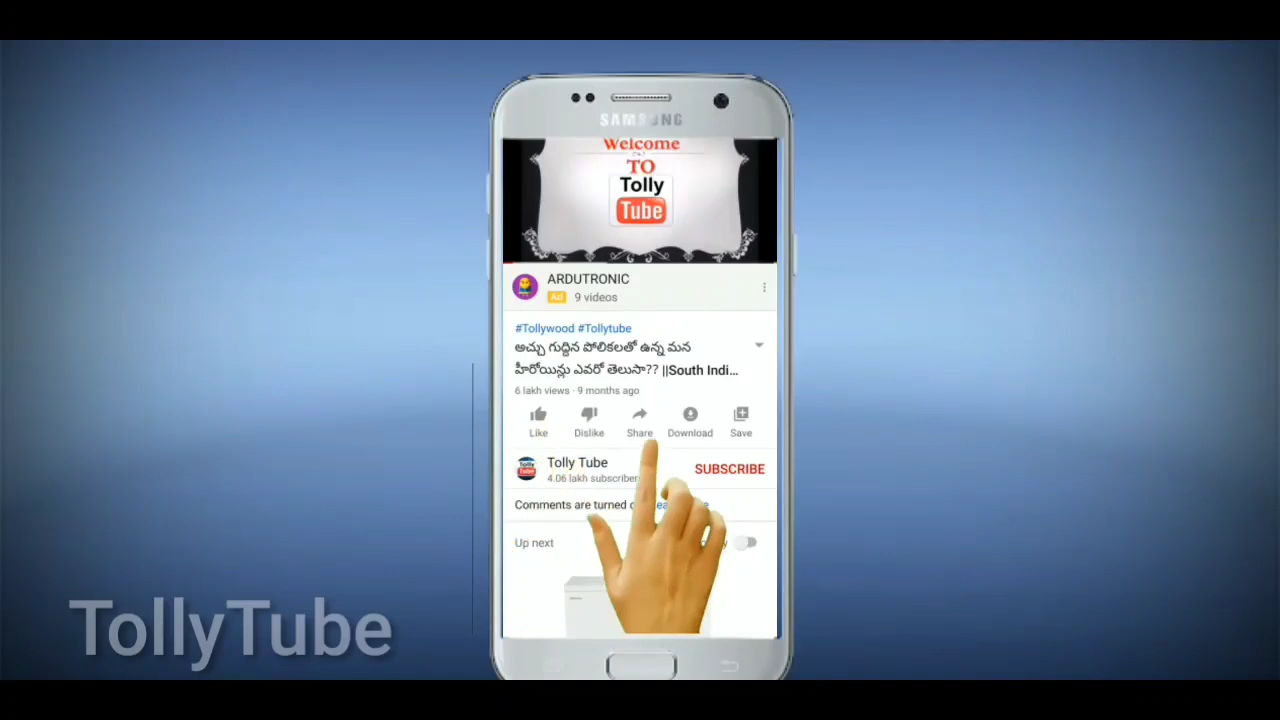 SAMSUNG
Welcome
TO
Tolly
Tube
ARDUTRONIC
Ad 9 videos
#Tollywood #Tollytube
అచ్చు గుద్దిన పోలికలతో ఉన్న మన
హీరోయిన్లు ఎవరో తెలుసా?? ||South Indi...
6 lakh views · 9 months ago
Like Dislike Share Download Save
Tolly Tube
SUBSCRIBE
4.06 lakh subscriber
Comments are turned
Up next
TollyTube